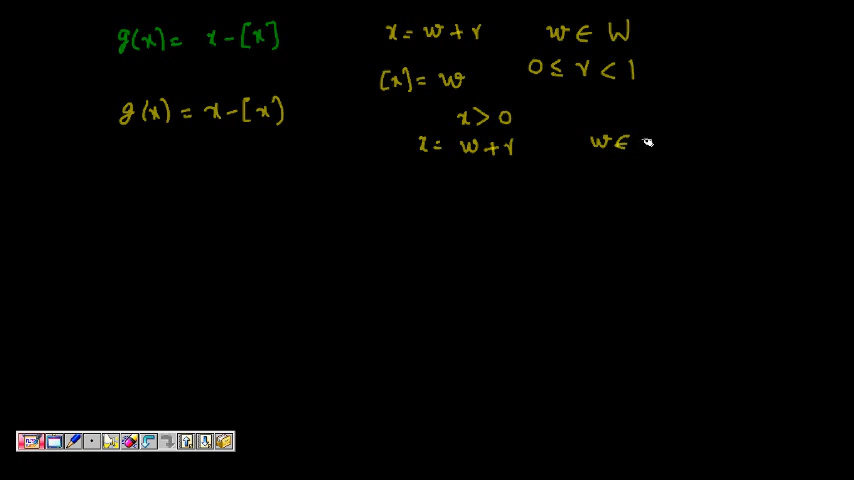 g(x) = x-[x]
x = w+r w ∈ W
[x] = w 0 ≤ r < 1
g(x) = x-[x]
x > 0
x = w+r w ∈